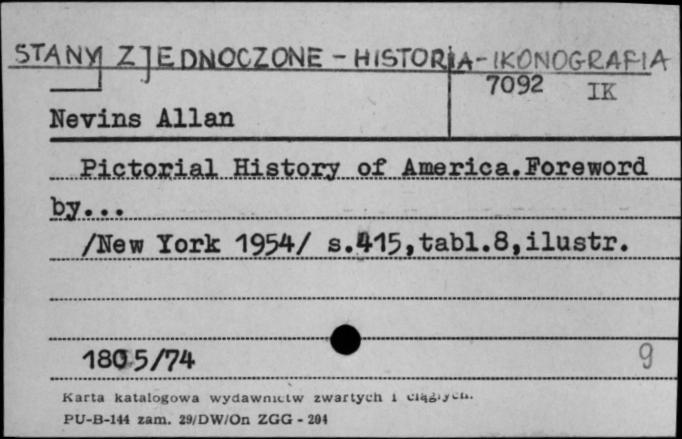 STANY ZJEDNOCZONE - HISTORIA - IKONOGRAFIA
7092 IK
Nevins Allan
Pictorial History of America.Foreword
by...
/New York 1954/ s.415,tabl.8,ilustr.
1805/74 9
Karta katalogowa wydawnictw zwartych i ciągłych.
PU-B-144 zam. 29/DW/On ZGG - 204